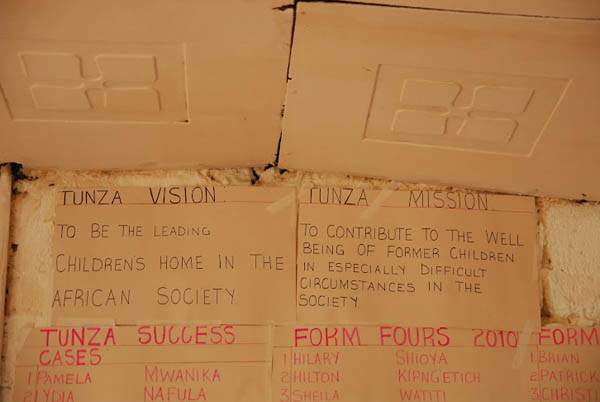 TUNZA VISION.
TO BE THE LEADING
CHILDRENS HOME IN THE
AFRICAN SOCIETY.
TUNZA MISSION.
TO CONTRIBUTE TO THE WELL
BEING OF FORMER CHILDREN
IN ESPECIALLY DIFFICULT
CIRCUMSTANCES IN THE
SOCIETY.
TUNZA SUCCESS
CASES
1 PAMELA MWANIKA
2 LYDIA NAFULA
FORM FOURS 2010
1 HILARY SHIOYA
2 HILTON KIPNGETICH
3 SHEILA WATITI
FORM
1 BRIAN
2 PATRICK
3 CHRISTI